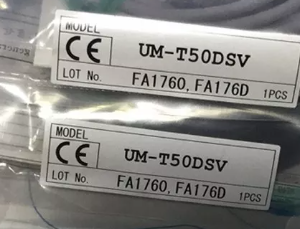 MODEL
CE UM-T50DSV
LOT No. FA1760, FA176D 1PCS
MODEL
CE UM-T50DSV
LOT No. FA1760, FA176D 1PCS